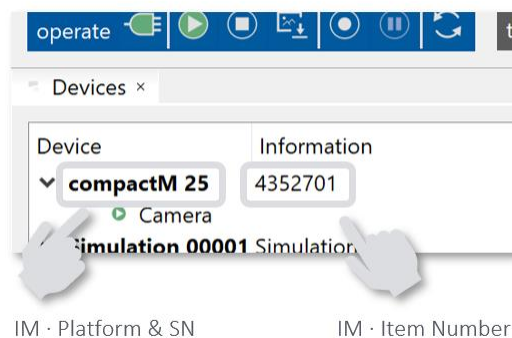 operate
t
Devices ×
Device Information
compactM 25 4352701
Camera
Simulation 00001 Simulation
IM · Platform & SN IM · Item Number